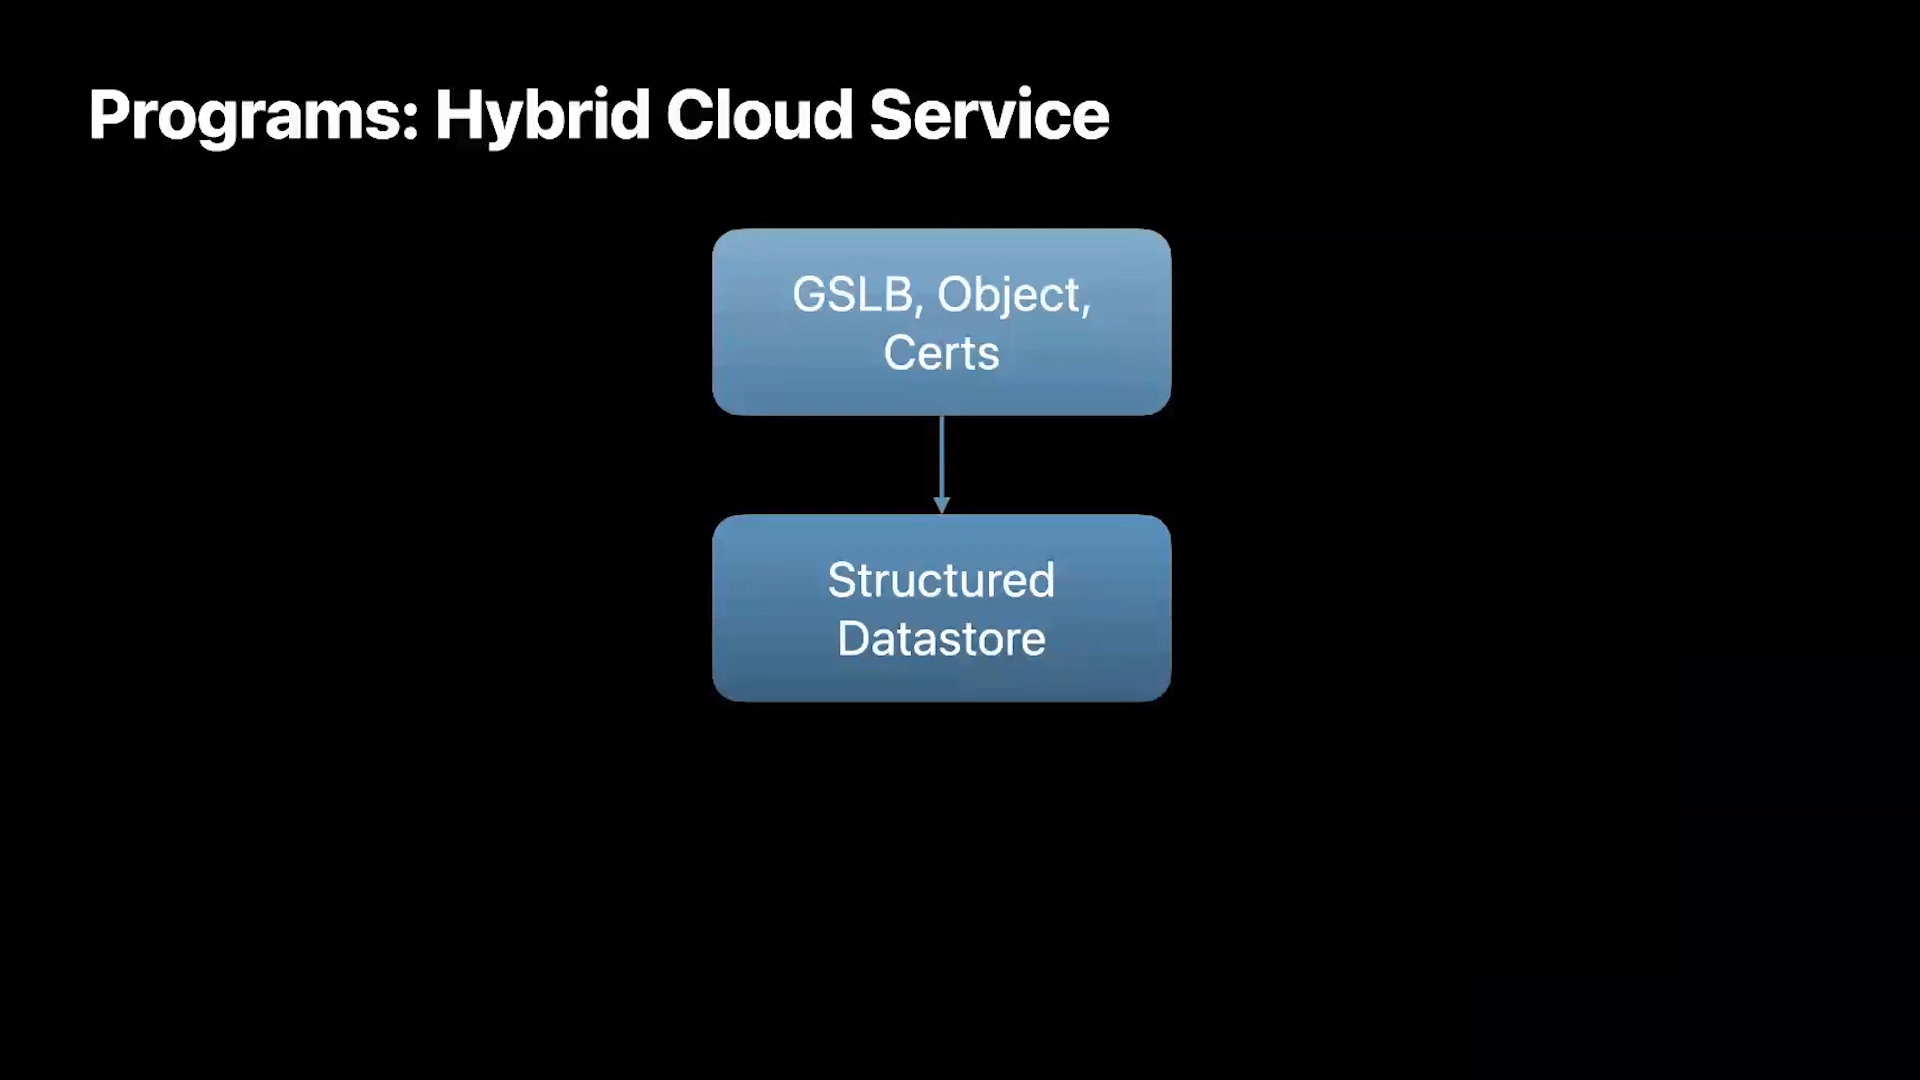 Programs: Hybrid Cloud Service
GSLB, Object,
Certs
Structured
Datastore